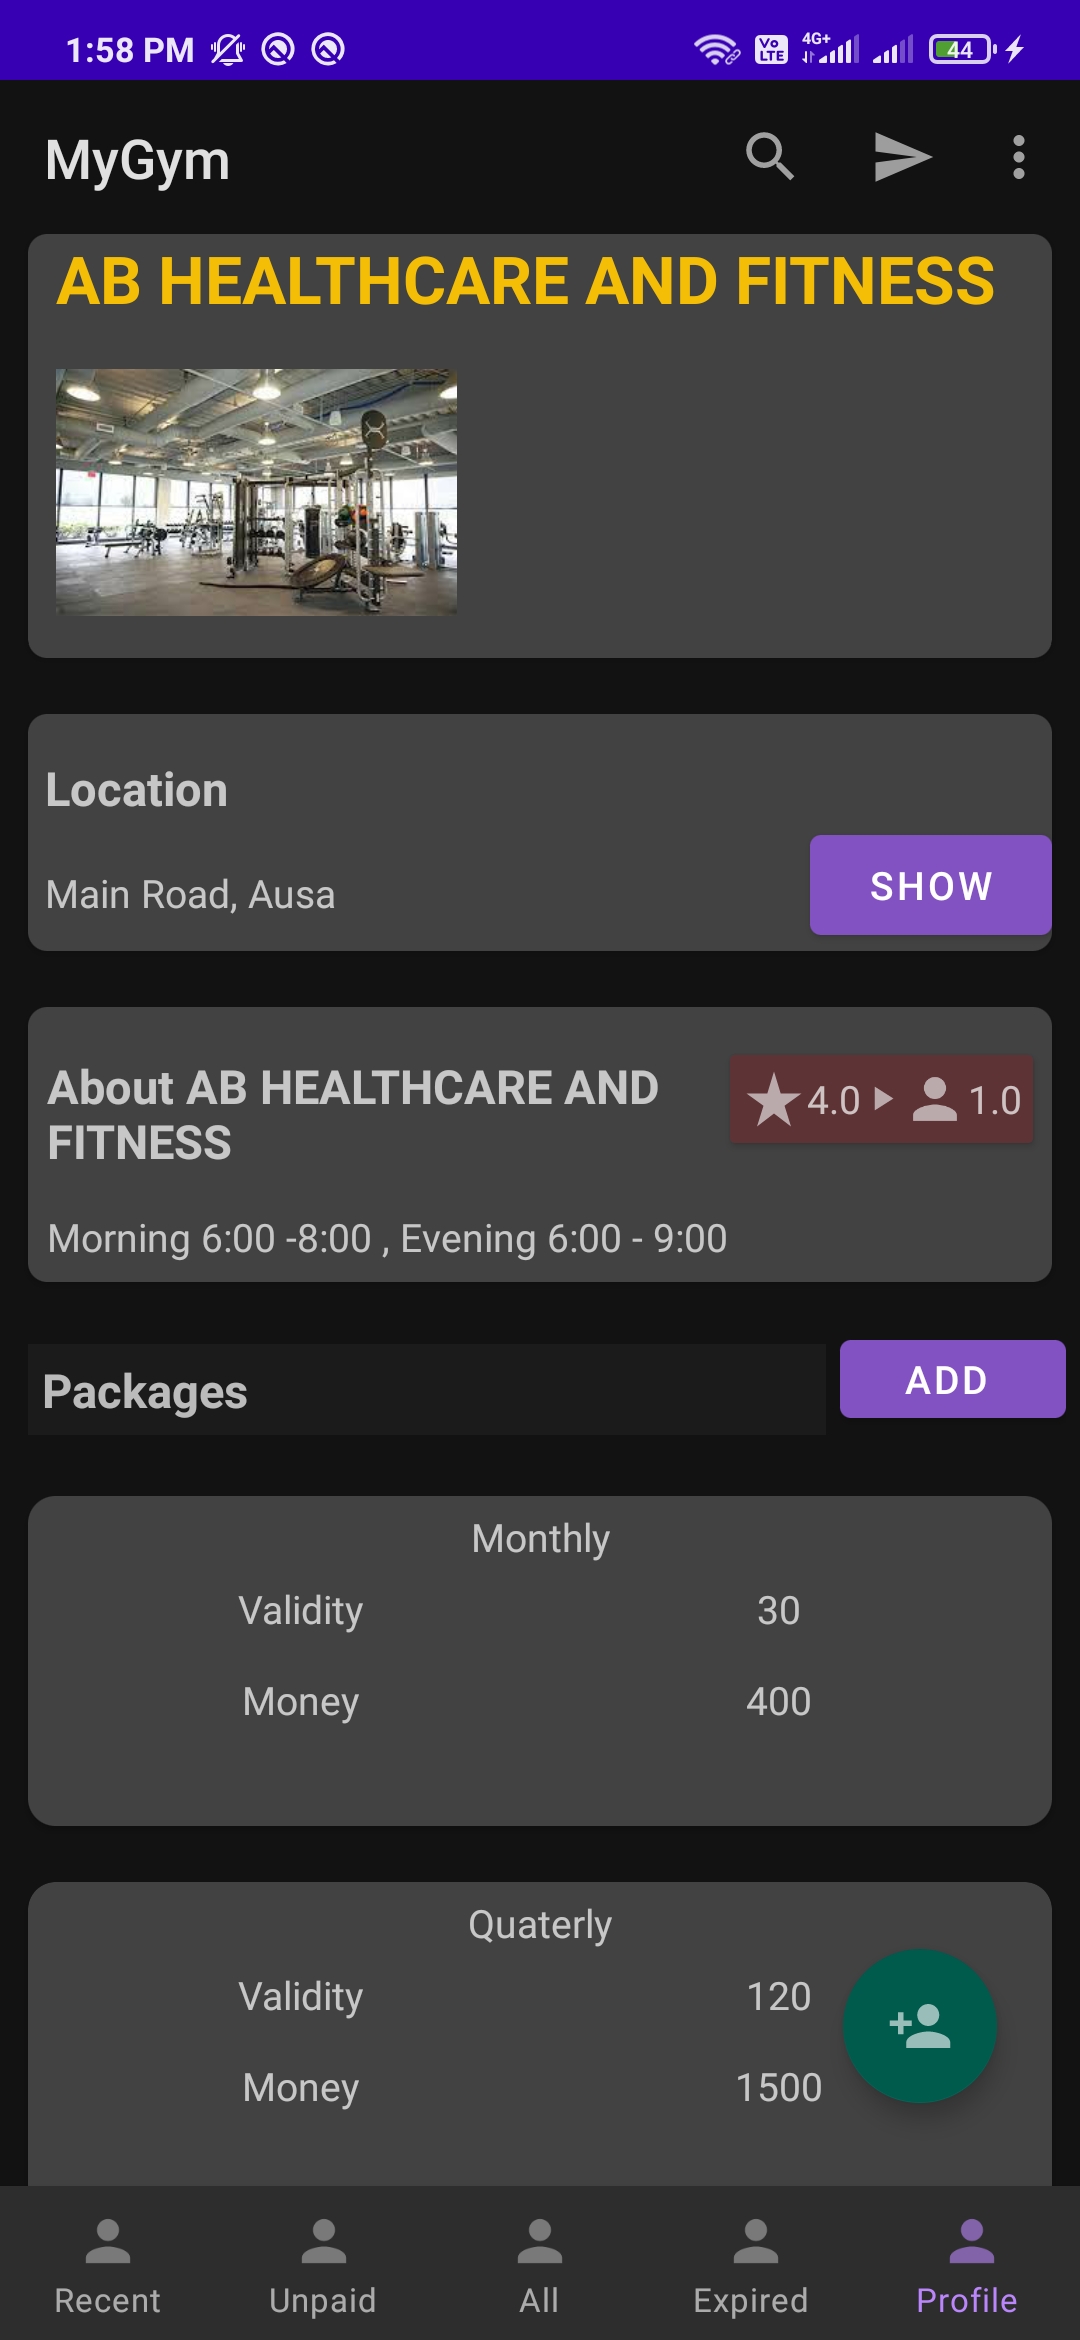 1:58 PM
Vo LTE
4G+
44
MyGym
AB HEALTHCARE AND FITNESS
Location
Main Road, Ausa
SHOW
About AB HEALTHCARE AND
FITNESS
4.0
1.0
Morning 6:00 -8:00 , Evening 6:00 - 9:00
Packages
ADD
Monthly
Validity 30
Money 400
Quaterly
Validity 120
Money 1500
Recent Unpaid All Expired Profile